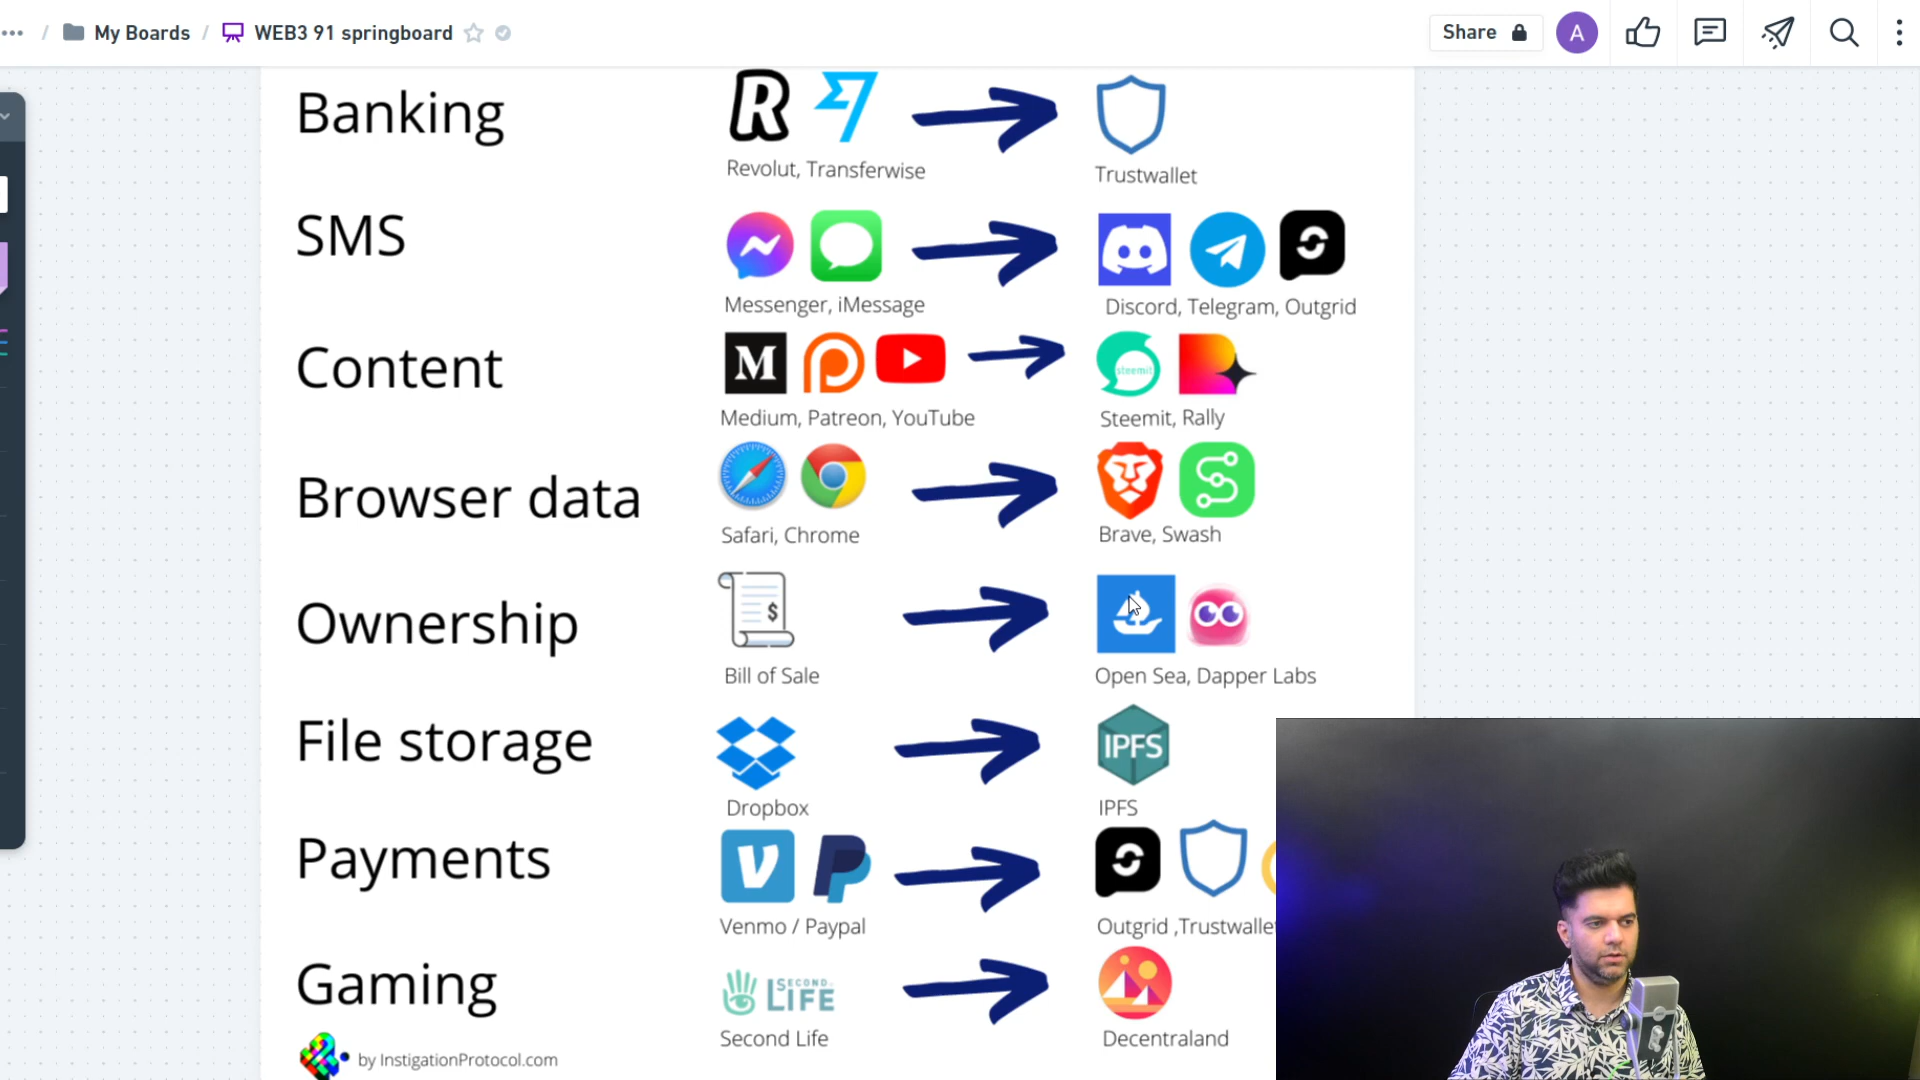 My Boards / WEB3 91 springboard
Share
A
Banking
Revolut, Transferwise
Trustwallet
SMS
Messenger, iMessage
Discord, Telegram, Outgrid
Content
M
steemit
Medium, Patreon, YouTube
Steemit, Rally
Browser data
Safari, Chrome
Brave, Swash
Ownership
$
Bill of Sale
Open Sea, Dapper Labs
File storage
IPFS
Dropbox
IPFS
Payments
Venmo / Paypal
Outgrid ,Trustwalle
Gaming
SECOND
LIFE
Second Life
Decentraland
by InstigationProtocol.com